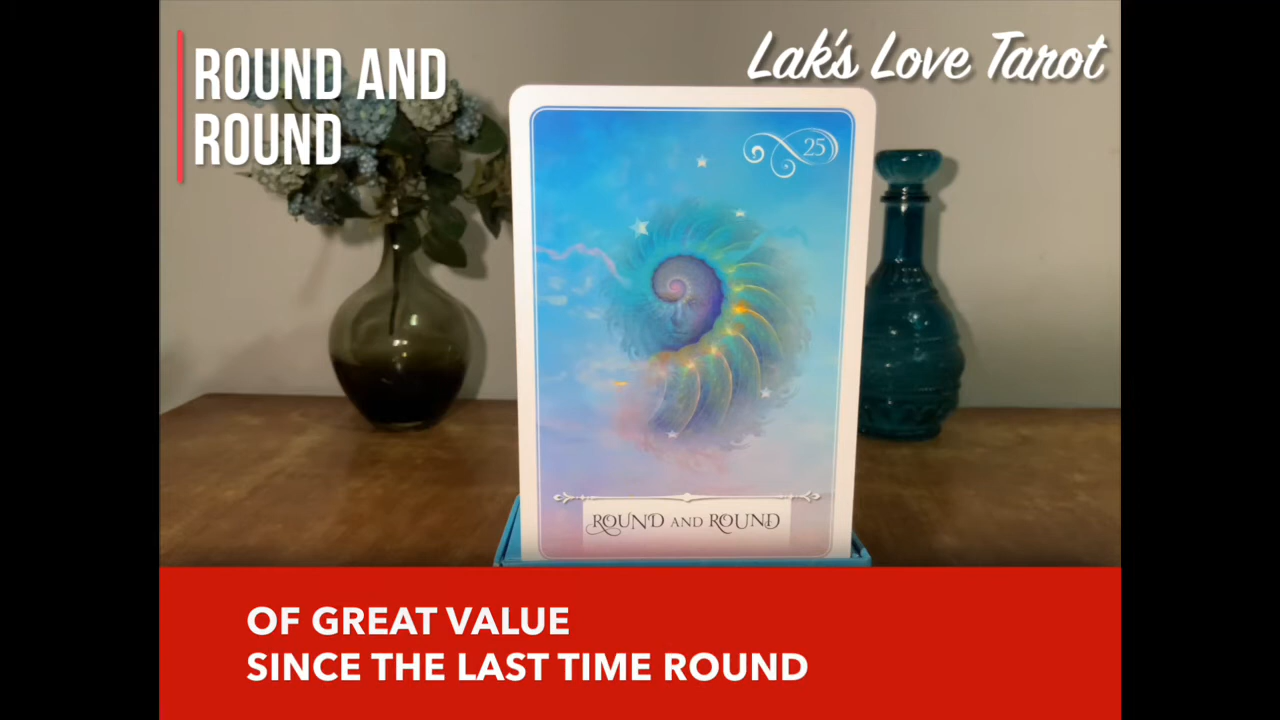 ROUND AND
ROUND
Lak's Love Tarot
25
ROUND AND ROUND
OF GREAT VALUE
SINCE THE LAST TIME ROUND